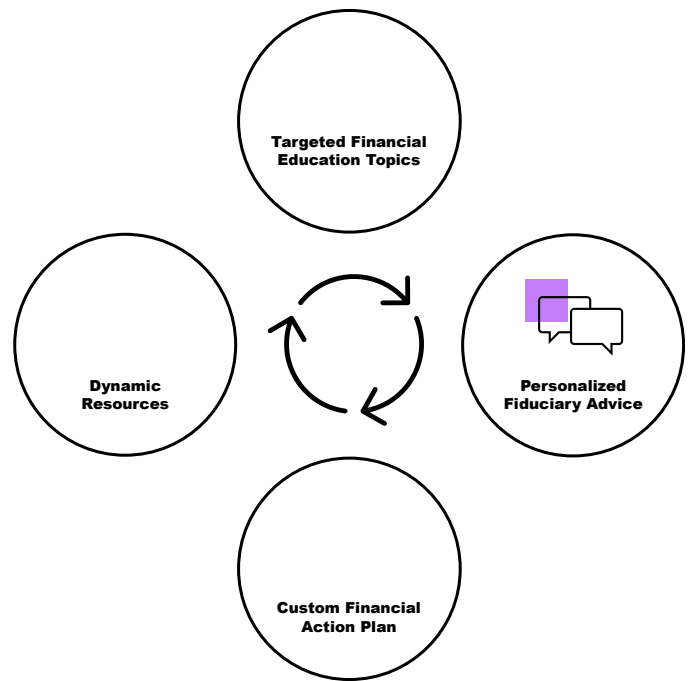 Targeted Financial
Education Topics
Dynamic
Resources
Personalized
Fiduciary Advice
Custom Financial
Action Plan